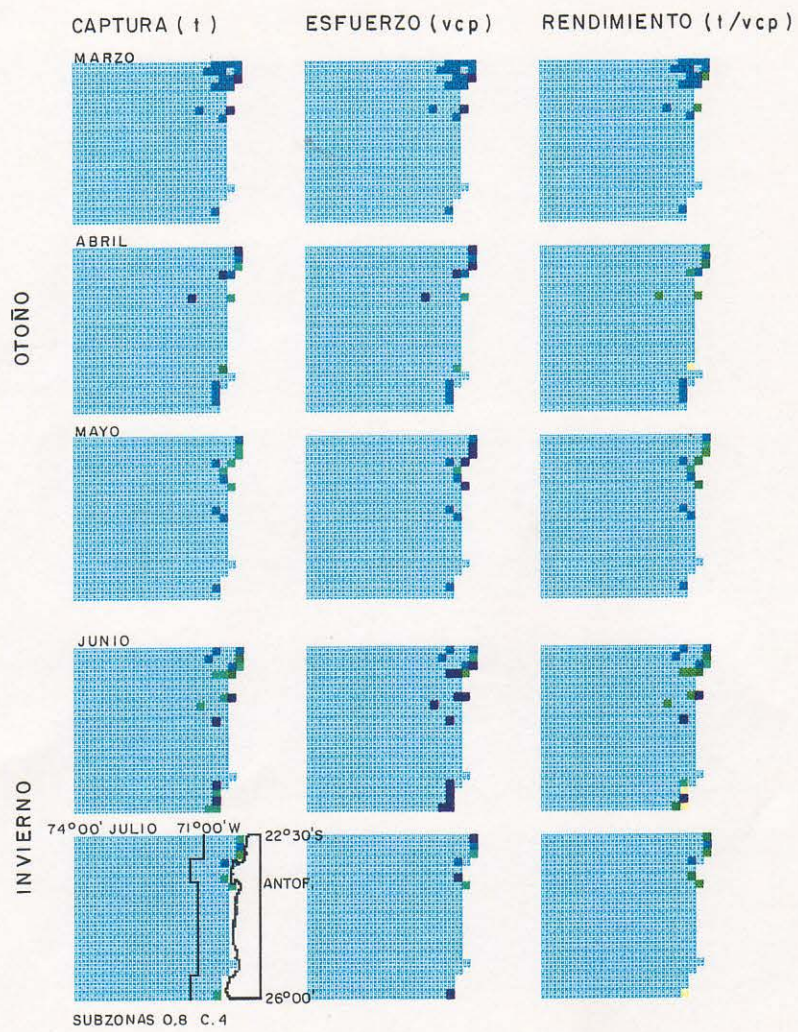 CAPTURA (t)
ESFUERZO (vcp)
RENDIMIENTO (t/vcp)
MARZO
OTOÑO
ABRIL
MAYO
INVIERNO
JUNIO
74°00' JULIO 71°00'W
22°30'S
ANTOF.
26°00'
SUBZONAS 0.8 C.4